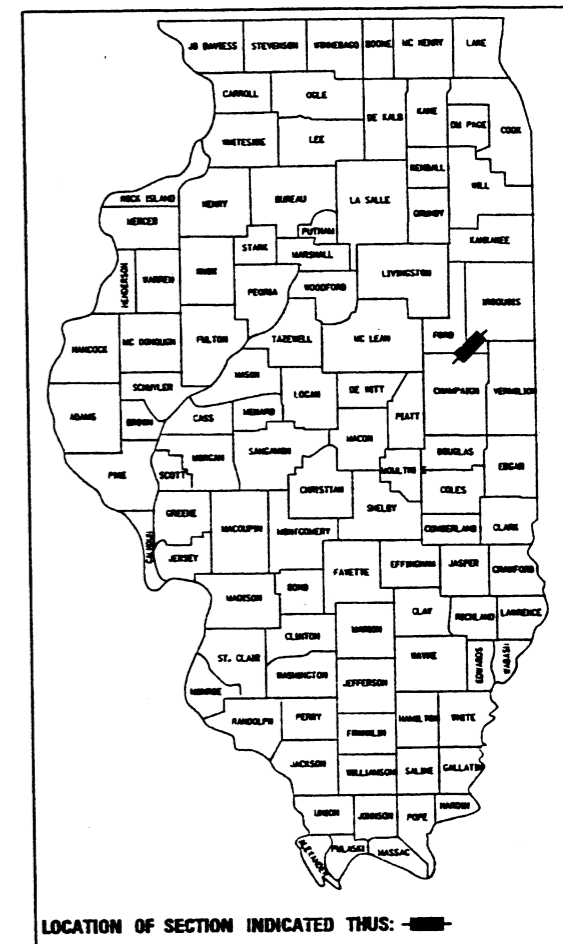 JO DAVIESS STEVENSON WINNEBAGO BOONE MC HENRY LAKE
CARROLL OGLE DE KALB KANE DU PAGE COOK
WHITESIDE LEE KENDALL WILL
ROCK ISLAND HENRY BUREAU LA SALLE GRUNDY
MERCER PUTNAM KANKAKEE
HENDERSON WARREN KNOX STARK MARSHALL LIVINGSTON
PEORIA WOODFORD IROQUOIS
HANCOCK MC DONOUGH FULTON TAZEWELL MC LEAN FORD
SCHUYLER MASON LOGAN DE WITT CHAMPAIGN VERMILION
ADAMS BROWN CASS MENARD PIATT
MACON
PIKE SCOTT MORGAN SANGAMON MOULTRIE DOUGLAS EDGAR
CHRISTIAN COLES
GREENE MACOUPIN MONTGOMERY SHELBY CUMBERLAND CLARK
CALHOUN JERSEY
FAYETTE EFFINGHAM JASPER CRAWFORD
MADISON BOND CLAY RICHLAND LAWRENCE
CLINTON MARION
ST. CLAIR WAYNE EDWARDS WABASH
WASHINGTON JEFFERSON
MONROE
RANDOLPH PERRY HAMILTON WHITE
FRANKLIN
JACKSON WILLIAMSON SALINE GALLATIN
UNION JOHNSON POPE HARDIN
ALEXANDER PULASKI MASSAC
LOCATION OF SECTION INDICATED THUS: